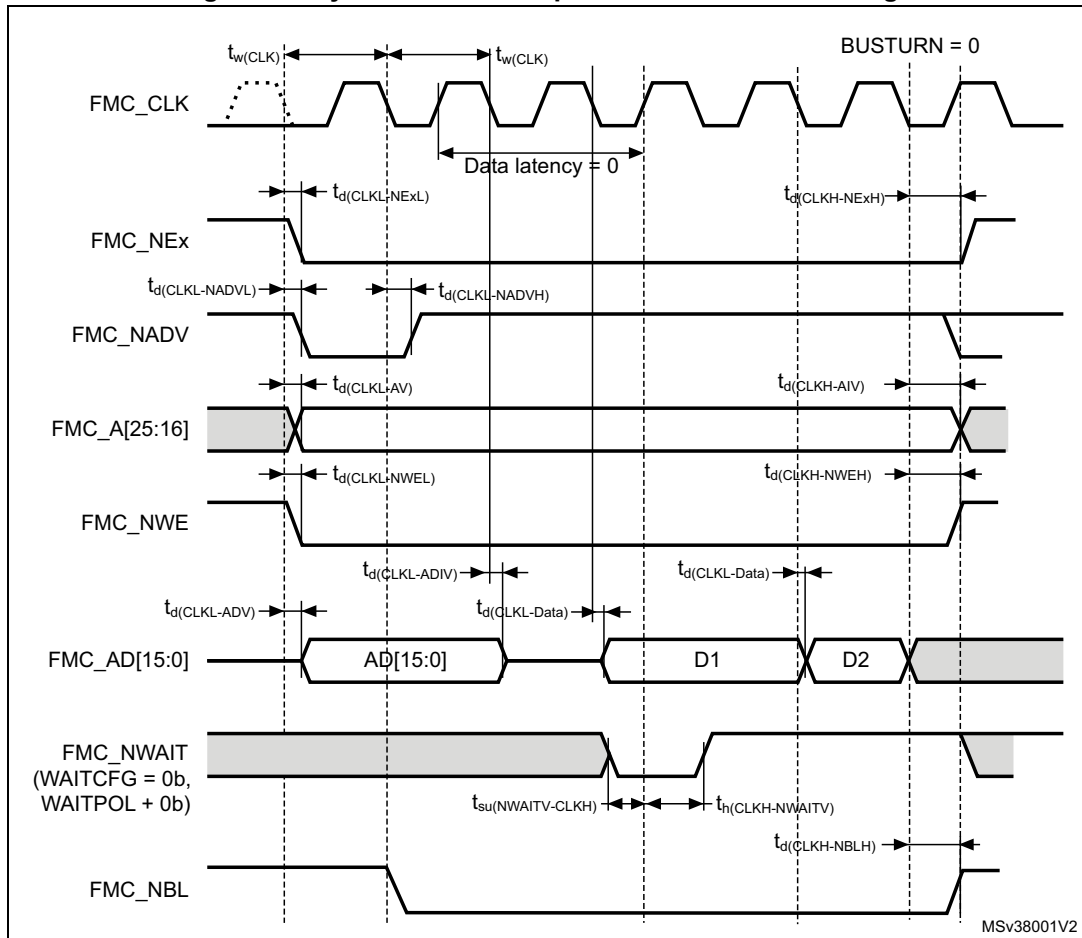 BUSTURN = 0
tw(CLK) tw(CLK)
FMC_CLK
Data latency = 0
td(CLKL-NExL) td(CLKH-NExH)
FMC_NEx
td(CLKL-NADVL) td(CLKL-NADVH)
FMC_NADV
td(CLKL-AV) td(CLKH-AIV)
FMC_A[25:16]
td(CLKL-NWEL) td(CLKH-NWEH)
FMC_NWE
td(CLKL-ADIV) td(CLKL-Data)
td(CLKL-ADV) td(CLKL-Data)
FMC_AD[15:0] AD[15:0] D1 D2
FMC_NWAIT
(WAITCFG = 0b,
WAITPOL + 0b)
tsu(NWAITV-CLKH) th(CLKH-NWAITV)
td(CLKH-NBLH)
FMC_NBL
MSv38001V2